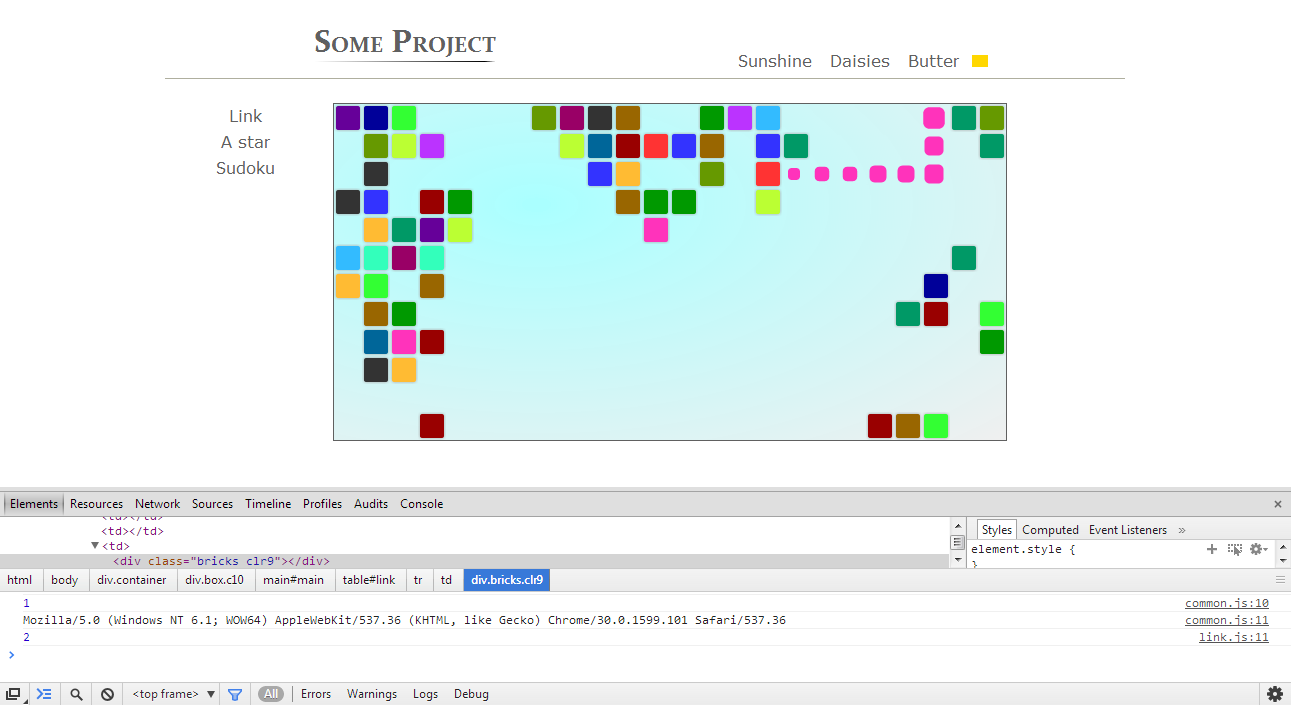 Some Project
Sunshine Daisies Butter
Link
A star
Sudoku
Elements Resources Network Sources Timeline Profiles Audits Console ×
<td></td>
<td></td>
▼<td>
<div class="bricks clr9"></div>
Styles Computed Event Listeners »
element.style {
}
html body div.container div.box.c10 main#main table#link tr td div.bricks.clr9
1 common.js:10
Mozilla/5.0 (Windows NT 6.1; WOW64) AppleWebKit/537.36 (KHTML, like Gecko) Chrome/30.0.1599.101 Safari/537.36 common.js:11
2 link.js:11
>
<top frame> ▼ All Errors Warnings Logs Debug